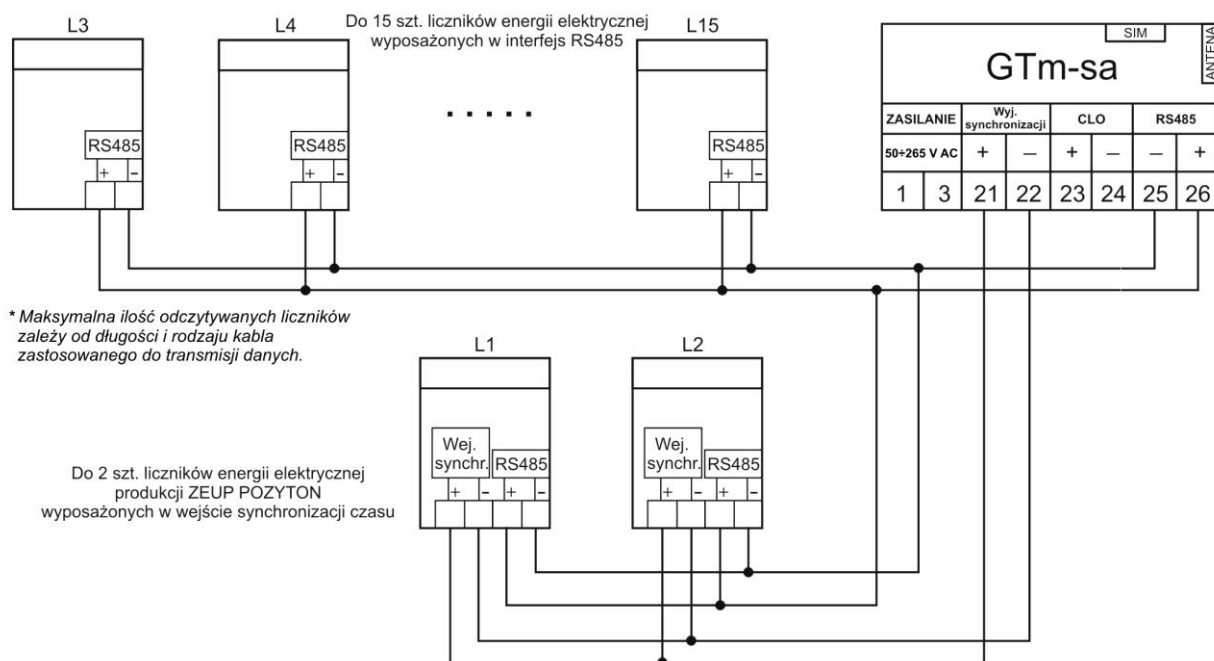 L3
L4
Do 15 szt. liczników energii elektrycznej
wyposażonych w interfejs RS485
L15
RS485
+ –
RS485
+ –
. . . . .
RS485
+ –
SIM
ANTENA
GTm-sa
ZASILANIE Wyj. synchronizacji CLO RS485
50÷265 V AC + – + – – +
1 3 21 22 23 24 25 26
* Maksymalna ilość odczytywanych liczników
zależy od długości i rodzaju kabla
zastosowanego do transmisji danych.
L1
L2
Wej.
synchr. RS485
+ – + –
Wej.
synchr. RS485
+ – + –
Do 2 szt. liczników energii elektrycznej
produkcji ZEUP POZYTON
wyposażonych w wejście synchronizacji czasu